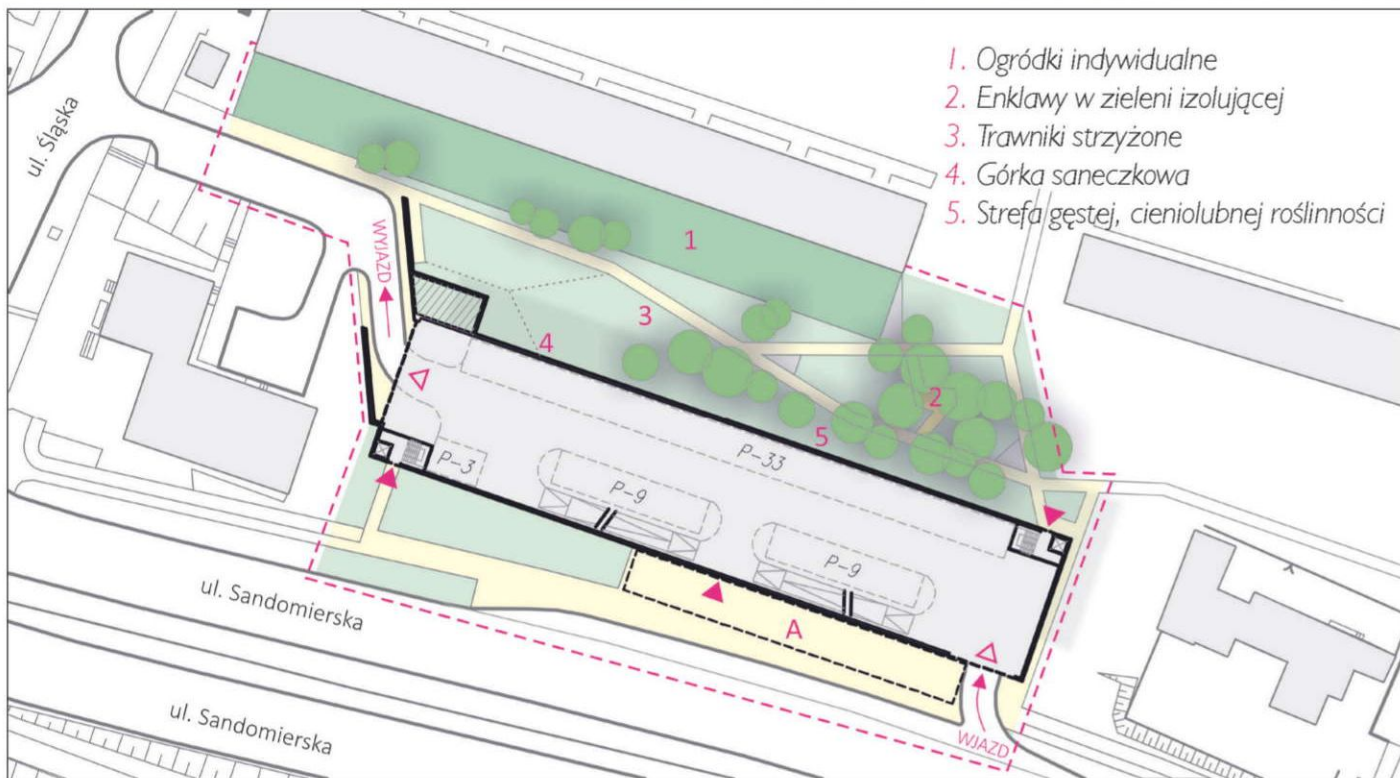 1. Ogródki indywidualne
2. Enklawy w zieleni izolującej
3. Trawniki strzyżone
4. Górka saneczkowa
5. Strefa gęstej, cieniolubnej roślinności
ul. Śląska
WYJAZD
1
3
4
2
5
P-33
P-3
P-9
P-9
A
ul. Sandomierska
ul. Sandomierska
WJAZD